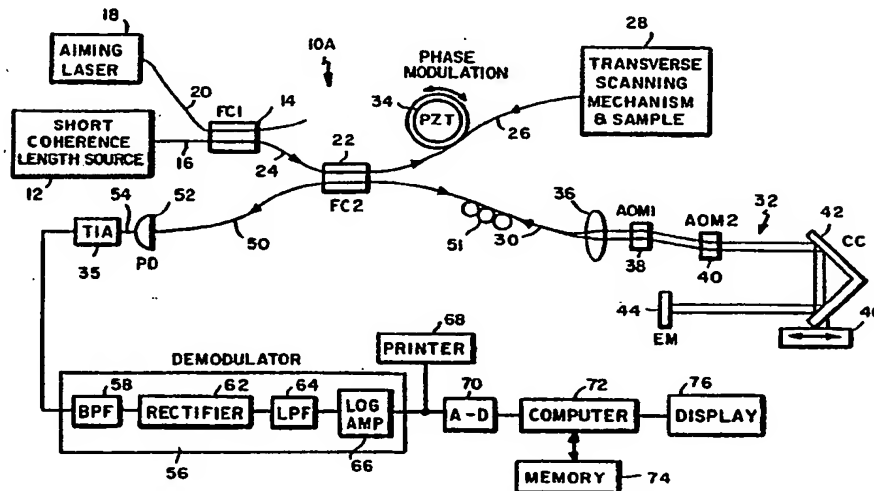 18
AIMING LASER
20
10A
FC1
14
PHASE MODULATION
34
PZT
28
TRANSVERSE SCANNING MECHANISM & SAMPLE
26
SHORT COHERENCE LENGTH SOURCE
12
16
24
22
FC2
54
52
TIA
35
PD
50
51
30
36
AOM1
38
AOM2
40
32
42
CC
44
EM
DEMODULATOR
58
BPF
62
RECTIFIER
64
LPF
LOG AMP
66
56
68
PRINTER
70
A-D
72
COMPUTER
76
DISPLAY
MEMORY
74